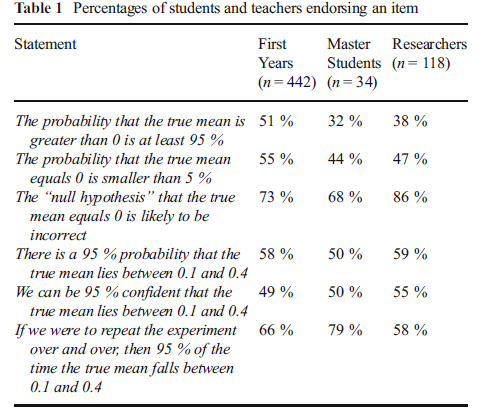 Table 1 Percentages of students and teachers endorsing an item
Statement First Master Researchers
Years Students (n = 118)
(n = 442) (n = 34)
The probability that the true mean is 51 % 32 % 38 %
greater than 0 is at least 95 %
The probability that the true mean 55 % 44 % 47 %
equals 0 is smaller than 5 %
The “null hypothesis” that the true 73 % 68 % 86 %
mean equals 0 is likely to be
incorrect
There is a 95 % probability that the 58 % 50 % 59 %
true mean lies between 0.1 and 0.4
We can be 95 % confident that the 49 % 50 % 55 %
true mean lies between 0.1 and 0.4
If we were to repeat the experiment 66 % 79 % 58 %
over and over, then 95 % of the
time the true mean falls between
0.1 and 0.4